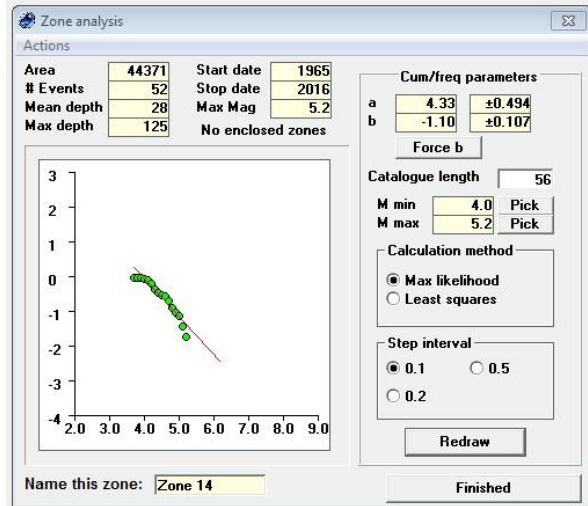 Zone analysis
Actions
Area 44371
# Events 52
Mean depth 28
Max depth 125
Start date 1965
Stop date 2016
Max Mag 5.2
No enclosed zones
Cum/freq parameters
a 4.33 ±0.494
b -1.10 ±0.107
Force b
Catalogue length 56
M min 4.0 Pick
M max 5.2 Pick
Calculation method
Max likelihood
Least squares
Step interval
0.1 0.5
0.2
Redraw
3
2
1
0
-1
-2
-3
-4
2.0 3.0 4.0 5.0 6.0 7.0 8.0 9.0
Name this zone: Zone 14
Finished